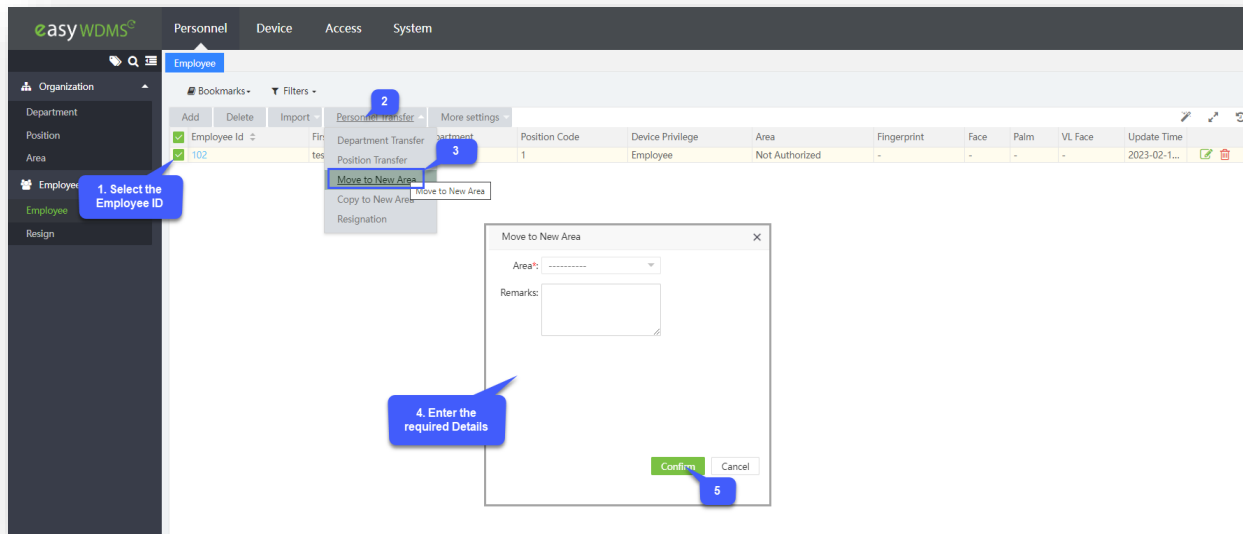 easyWDMS
Personnel Device Access System
Employee
Organization
Bookmarks Filters
2
Department
Add Delete Import Personnel Transfer More settings
Position
Employee Id Department Position Code Device Privilege Area Fingerprint Face Palm VL Face Update Time
Department Transfer
3
Area
102 tes 1 Employee Not Authorized - - - - 2023-02-1...
Position Transfer
1. Select the
Employee ID
Move to New Area
Move to New Area
Copy to New Area
Employee
Resignation
Resign
Move to New Area
Area*: ----------
Remarks:
4. Enter the
required Details
Confirm Cancel
5